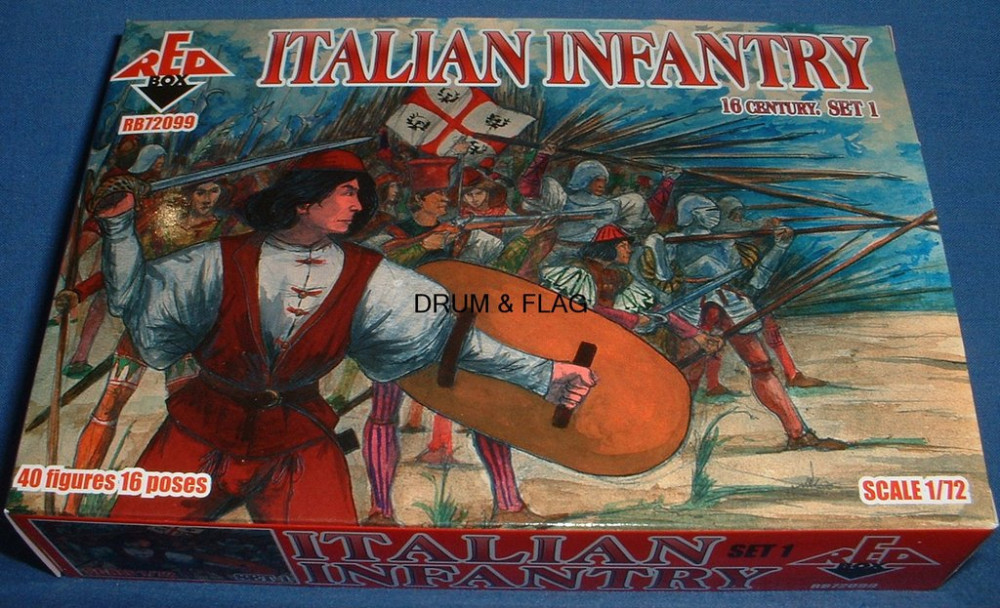 RED
BOX
RB72099
ITALIAN INFANTRY
16 CENTURY. SET 1
DRUM & FLAG
40 figures 16 poses
SCALE 1/72
ITALIAN
INFANTRY
SET 1
RED
BOX
RB72099